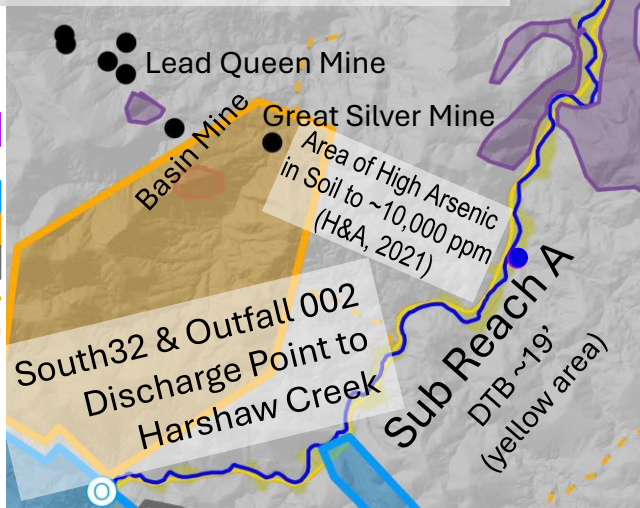 Lead Queen Mine
Great Silver Mine
Basin Mine
Area of High Arsenic
in Soil to ~10,000 ppm
(H&A, 2021)
South32 & Outfall 002
Discharge Point to
Harshaw Creek
Sub Reach A
DTB ~19’
(yellow area)
O